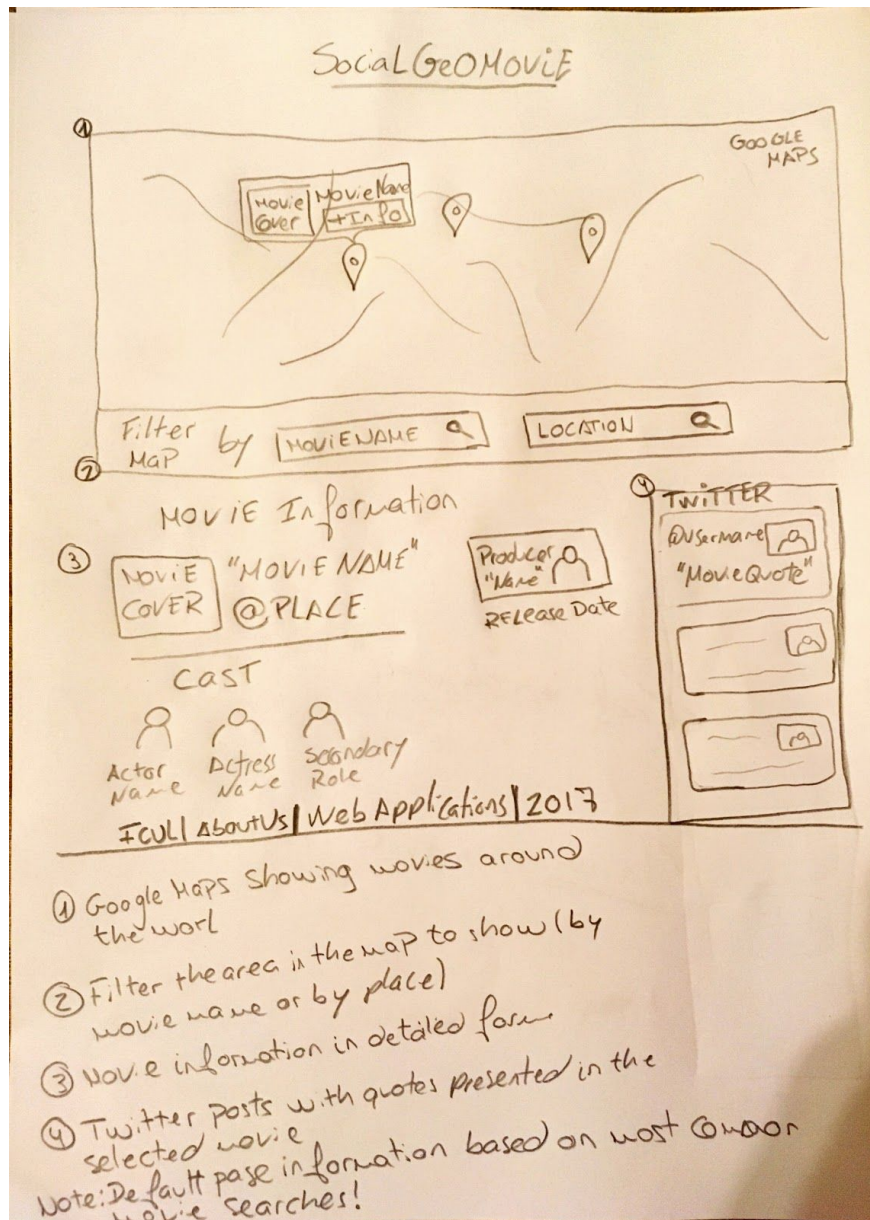 SociaL GeOMOViE
①
GOOGLE
MAPS
Movie
Cover
MovieName
+Info
Filter
MaP
by
MOViENAME
LOCATION
②
MOViE Information
③
MOViE
COVER
"MOViE NAME"
@PLACE
Producer
"Name"
RELease Date
④
TWiTTER
@Username
"MovieQuote"
CasT
Actor
Name
Actress
Name
Secondary
Role
FCUL| AboutUs| Web Applications| 2017
① Google Maps showing movies around
the worl
② Filter the area in the map to show (by
movie name or by place)
③ Movie information in detailed form
④ Twitter posts with quotes presented in the
selected movie
Note: Default page information based on most common
movie searches!